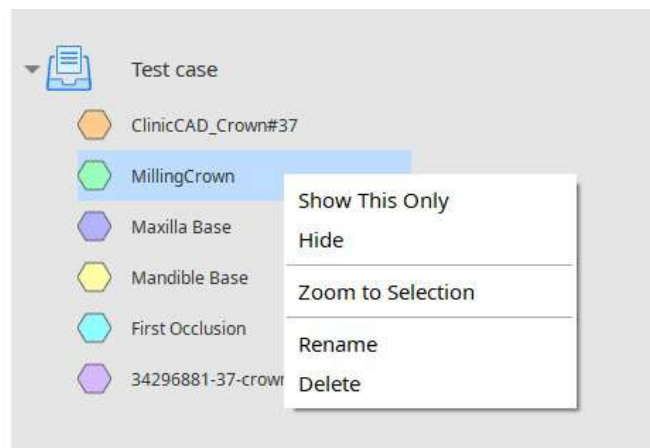 Test case
ClinicCAD_Crown#37
MillingCrown
Maxilla Base
Mandible Base
First Occlusion
34296881-37-crown
Show This Only
Hide
Zoom to Selection
Rename
Delete